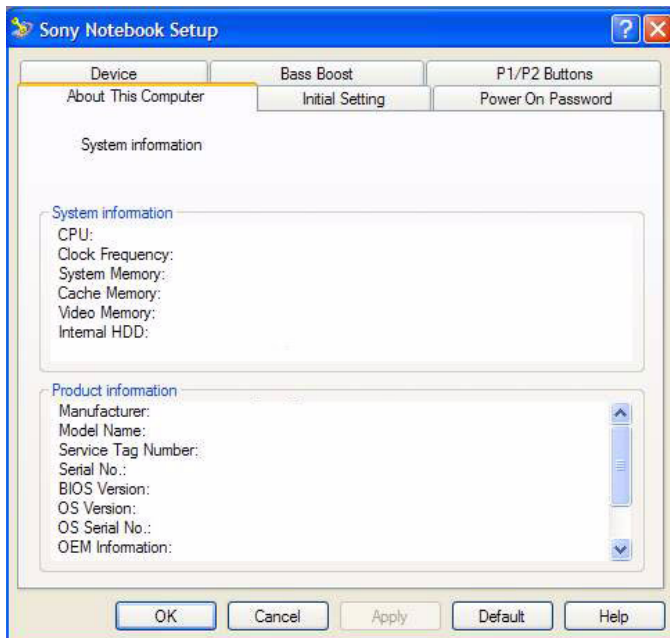 Sony Notebook Setup
Device Bass Boost P1/P2 Buttons
About This Computer Initial Setting Power On Password
System information
System information
CPU:
Clock Frequency:
System Memory:
Cache Memory:
Video Memory:
Internal HDD:
Product information
Manufacturer:
Model Name:
Service Tag Number:
Serial No.:
BIOS Version:
OS Version:
OS Serial No.:
OEM Information:
OK Cancel Apply Default Help